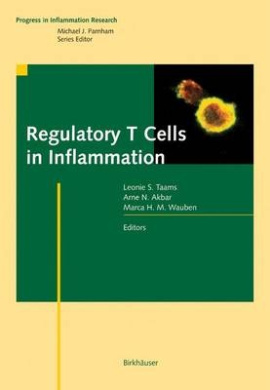 Progress in Inflammation Research
Michael J. Parnham
Series Editor
Regulatory T Cells
in Inflammation
Leonie S. Taams
Arne N. Akbar
Marca H. M. Wauben
Editors
Birkhäuser